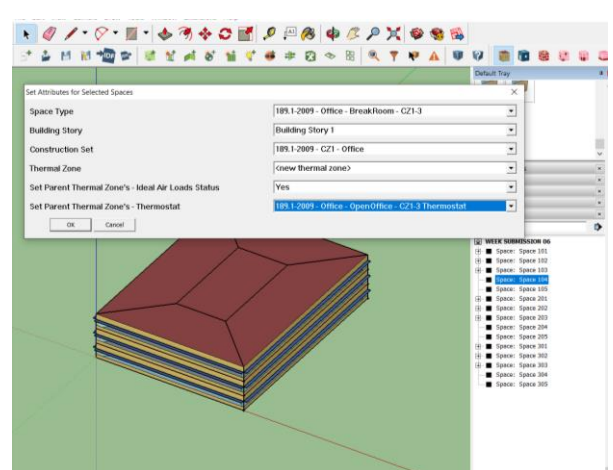 Default Tray
Set Attributes for Selected Spaces
Space Type
189.1-2009 - Office - BreakRoom - CZ1-3
Building Story
Building Story 1
Construction Set
189.1-2009 - CZ1 - Office
Thermal Zone
<new thermal zone>
Set Parent Thermal Zone's - Ideal Air Loads Status
Yes
Set Parent Thermal Zone's - Thermostat
189.1-2009 - Office - OpenOffice - CZ1-3 Thermostat
OK
Cancel
WEEK SUBMISSION 06
Space: Space 101
Space: Space 102
Space: Space 103
Space: Space 104
Space: Space 105
Space: Space 201
Space: Space 202
Space: Space 203
Space: Space 204
Space: Space 205
Space: Space 301
Space: Space 302
Space: Space 303
Space: Space 304
Space: Space 305